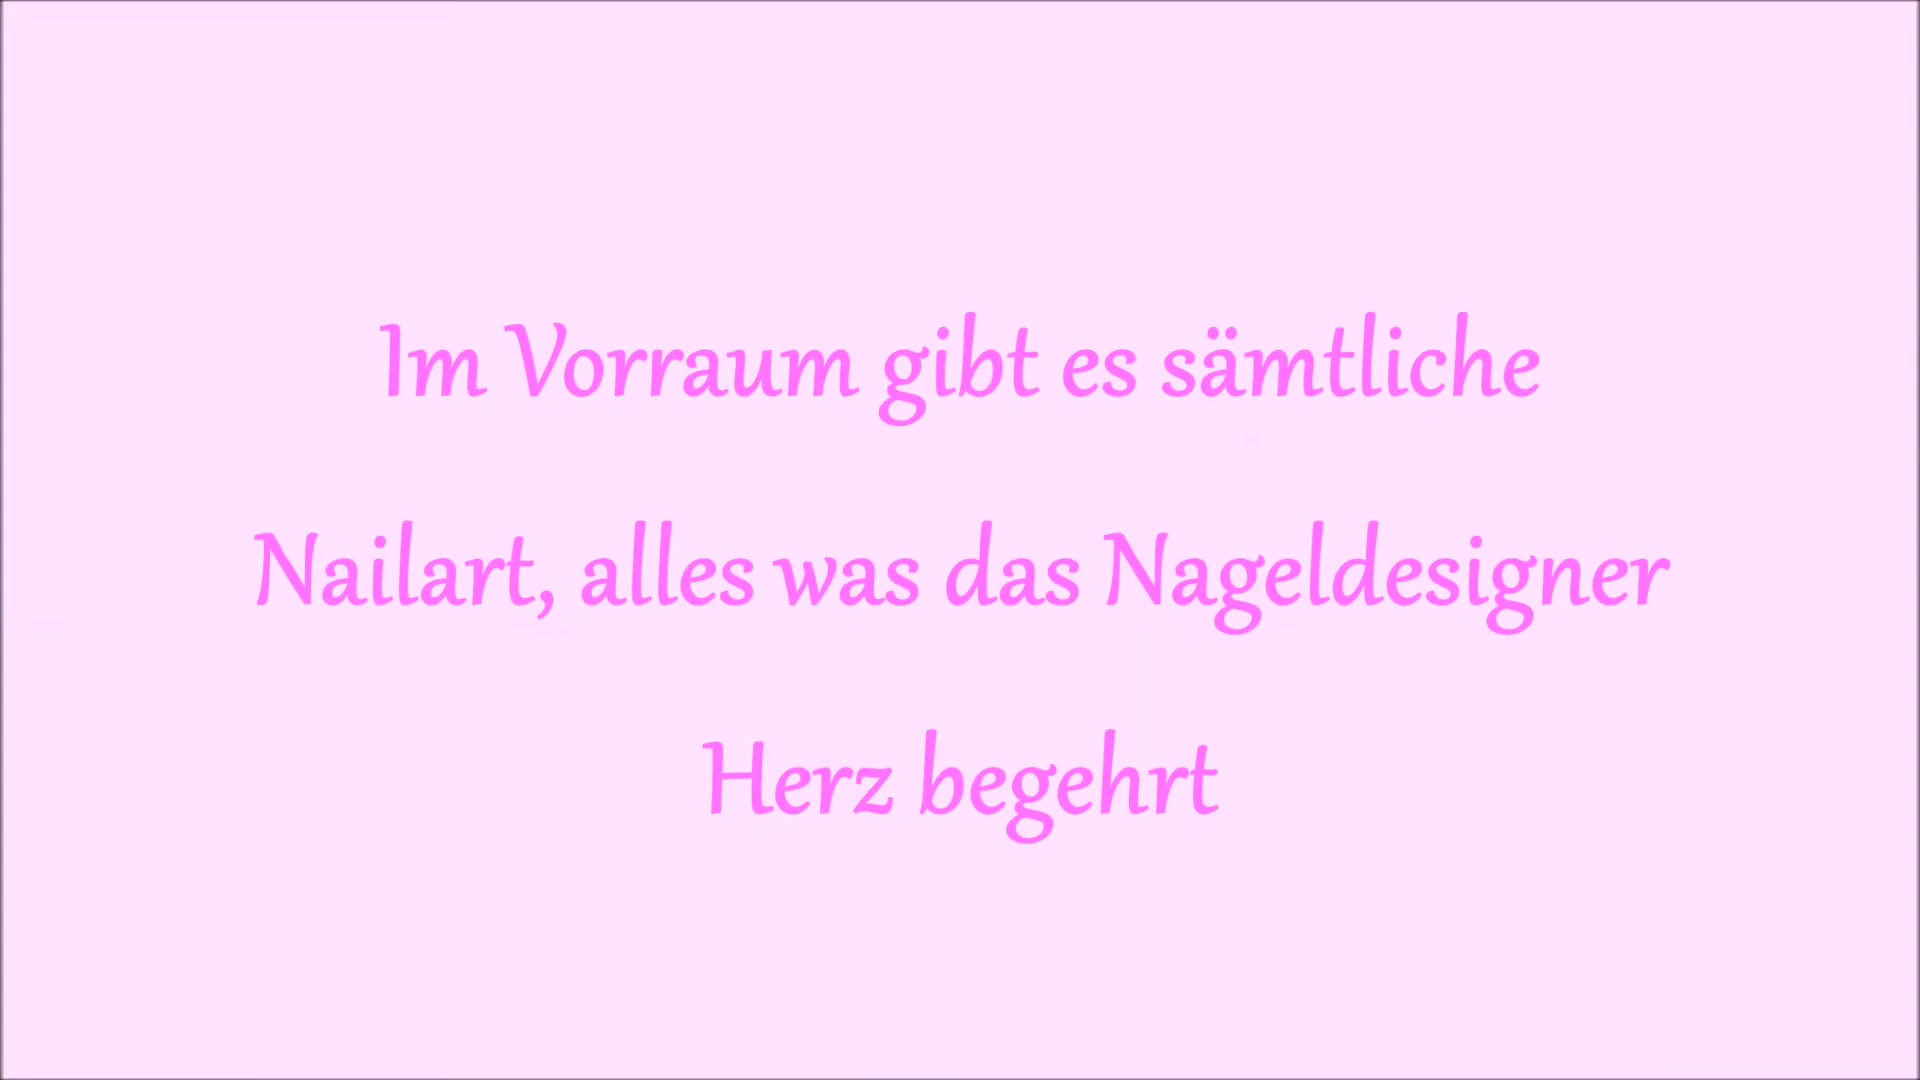 Im Vorraum gibt es sämtliche
Nailart, alles was das Nageldesigner
Herz begehrt